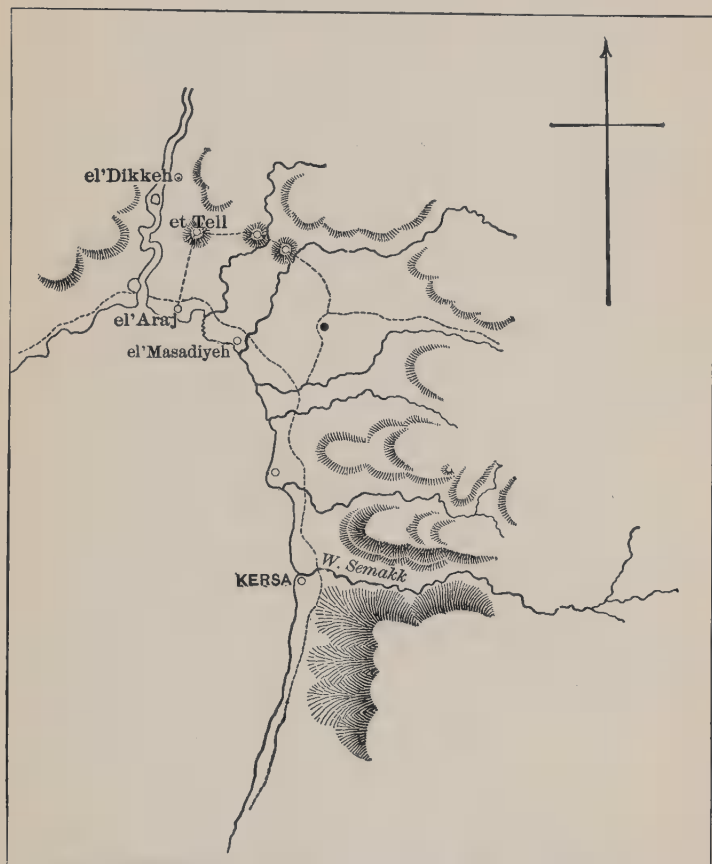 el'Dikkeh
et Tell
el'Araj
el'Masadiyeh
W. Semakk
KERSA